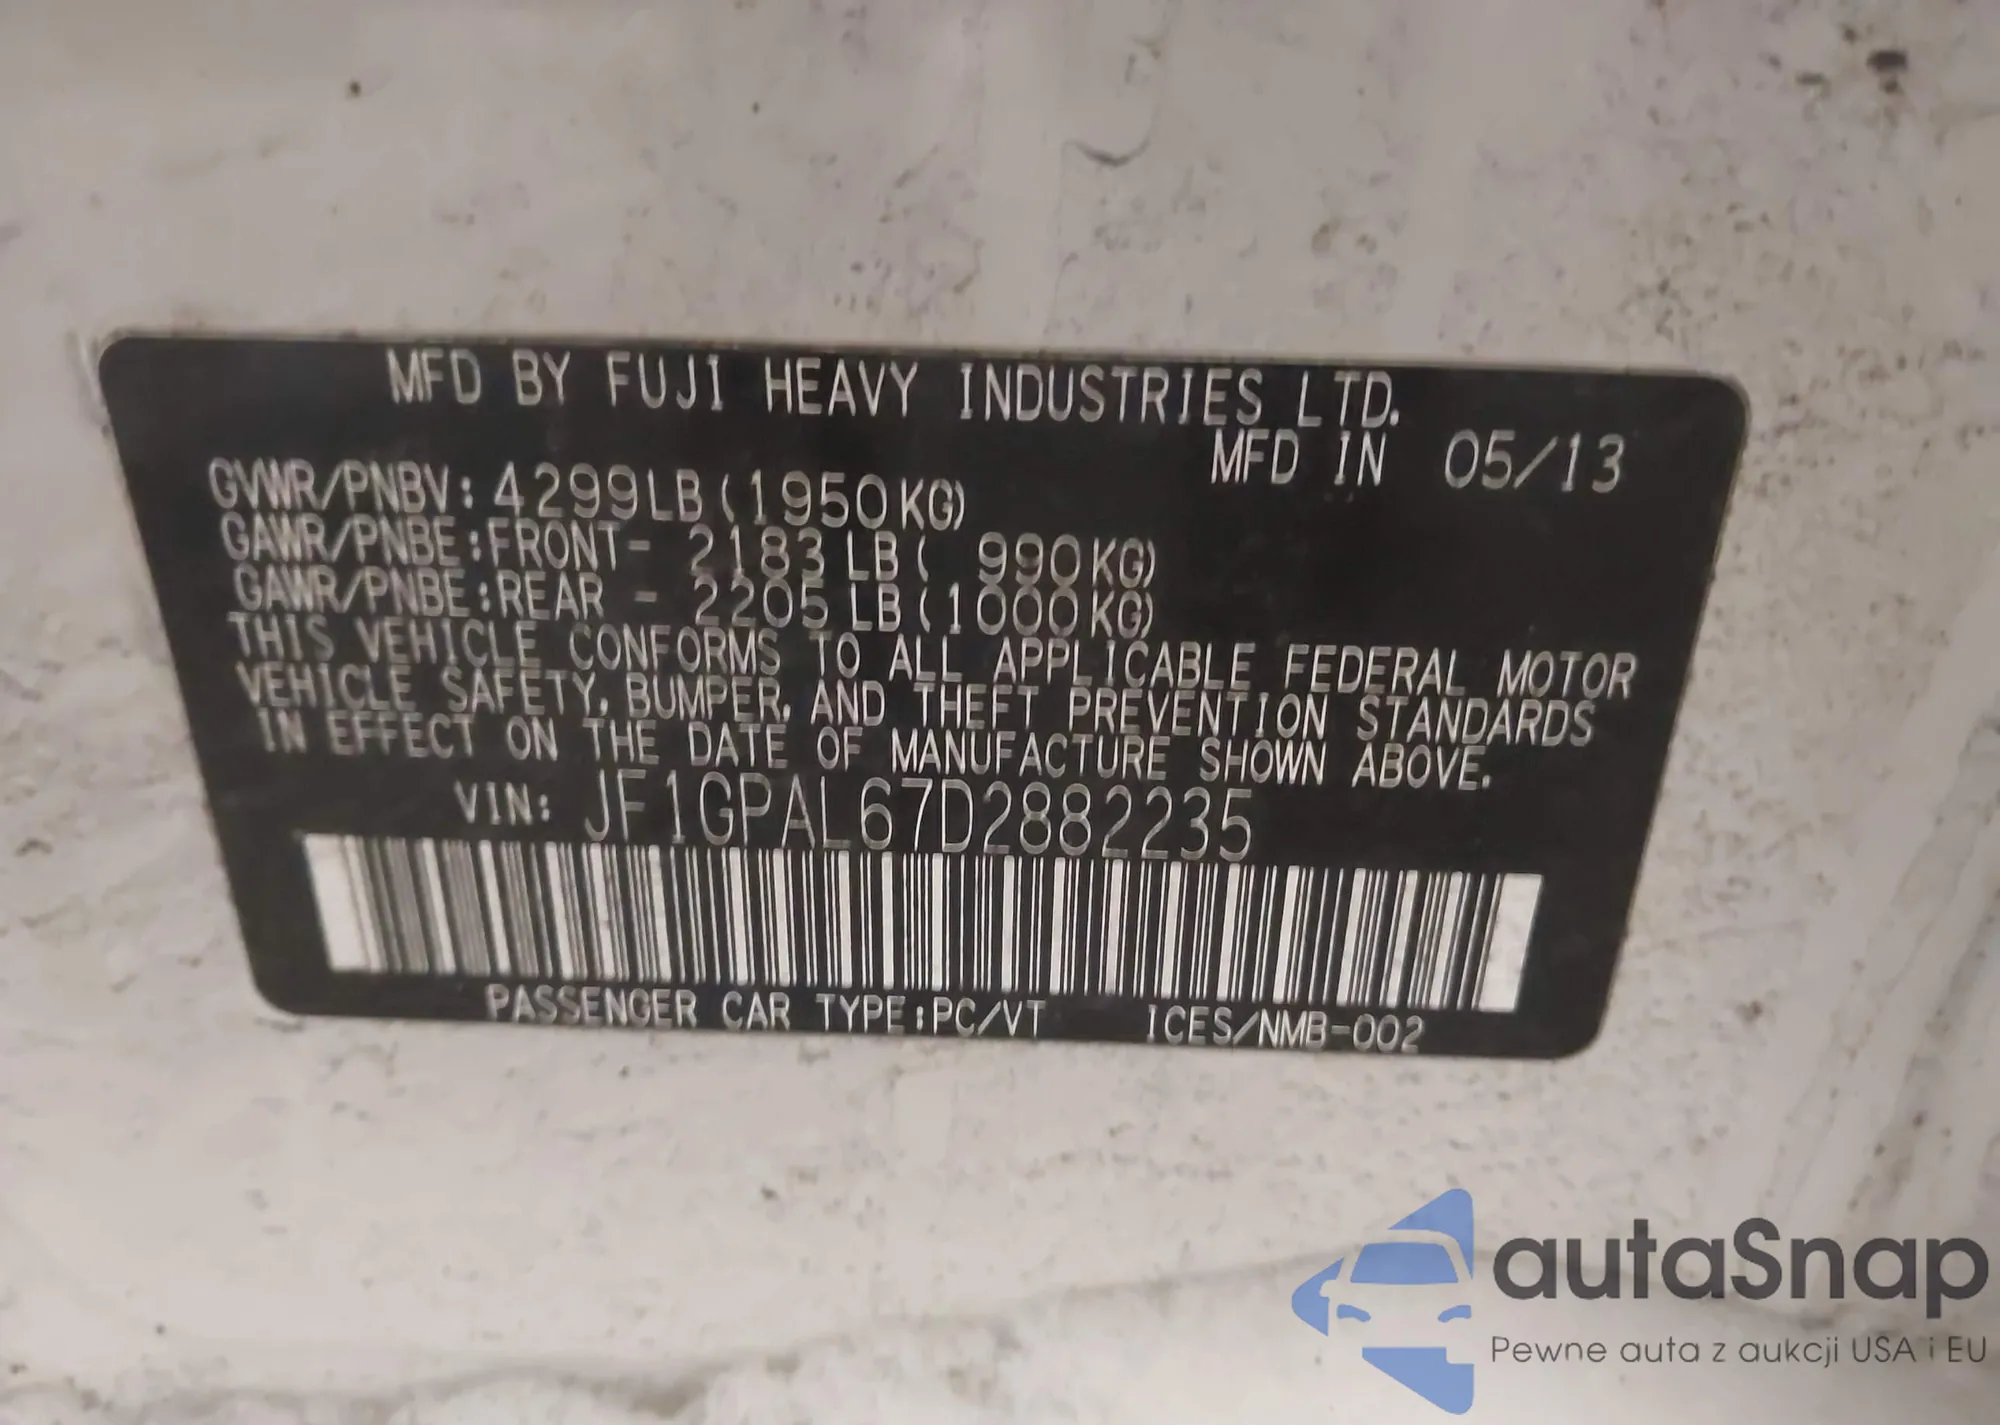 MFD BY FUJI HEAVY INDUSTRIES LTD.
MFD IN 05/13
GVWR/PNBV: 4299LB(1950KG)
GAWR/PNBE:FRONT- 2183LB( 990KG)
GAWR/PNBE:REAR - 2205LB(1000KG)
THIS VEHICLE CONFORMS TO ALL APPLICABLE FEDERAL MOTOR
VEHICLE SAFETY, BUMPER, AND THEFT PREVENTION STANDARDS
IN EFFECT ON THE DATE OF MANUFACTURE SHOWN ABOVE.
VIN: JF1GPAL67D2882235
PASSENGER CAR TYPE:PC/VT ICES/NMB-002
autaSnap
Pewne auta z aukcji USA i EU